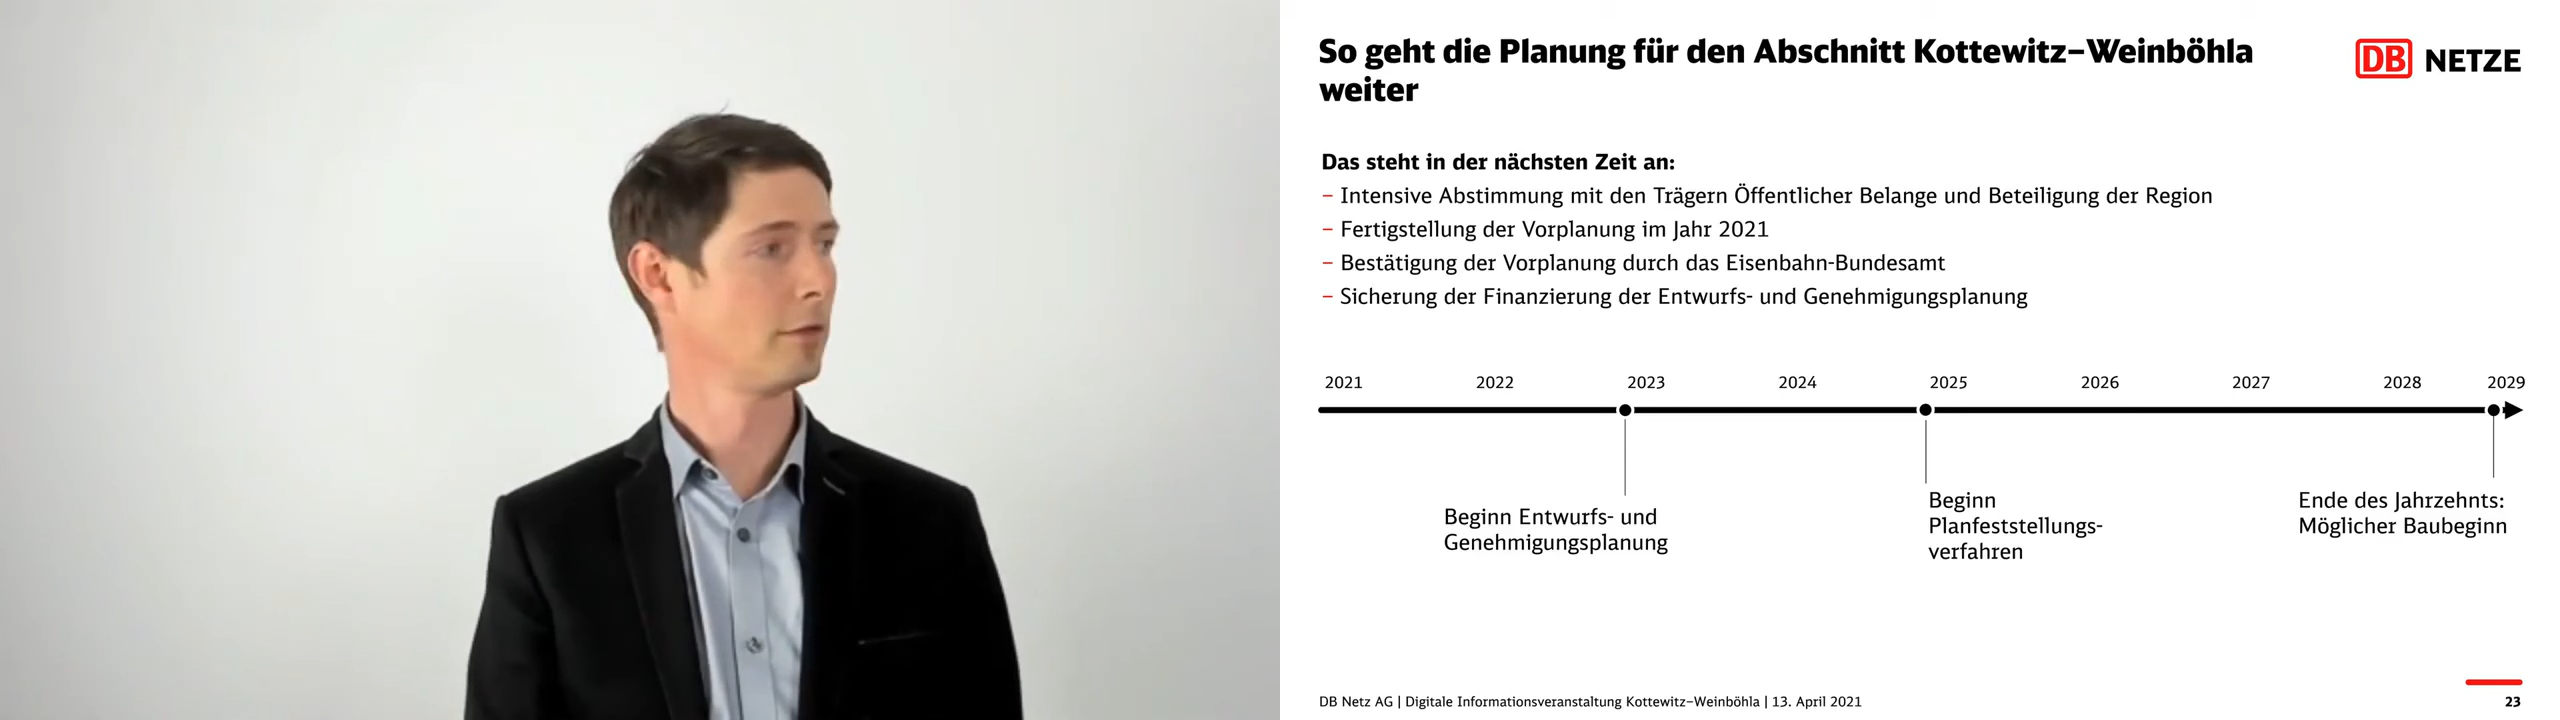 So geht die Planung für den Abschnitt Kottewitz–Weinböhla
weiter
DB NETZE
Das steht in der nächsten Zeit an:
– Intensive Abstimmung mit den Trägern Öffentlicher Belange und Beteiligung der Region
– Fertigstellung der Vorplanung im Jahr 2021
– Bestätigung der Vorplanung durch das Eisenbahn-Bundesamt
– Sicherung der Finanzierung der Entwurfs- und Genehmigungsplanung
2021 2022 2023 2024 2025 2026 2027 2028 2029
Beginn Entwurfs- und
Genehmigungsplanung
Beginn
Planfeststellungs-
verfahren
Ende des Jahrzehnts:
Möglicher Baubeginn
DB Netz AG | Digitale Informationsveranstaltung Kottewitz–Weinböhla | 13. April 2021
23